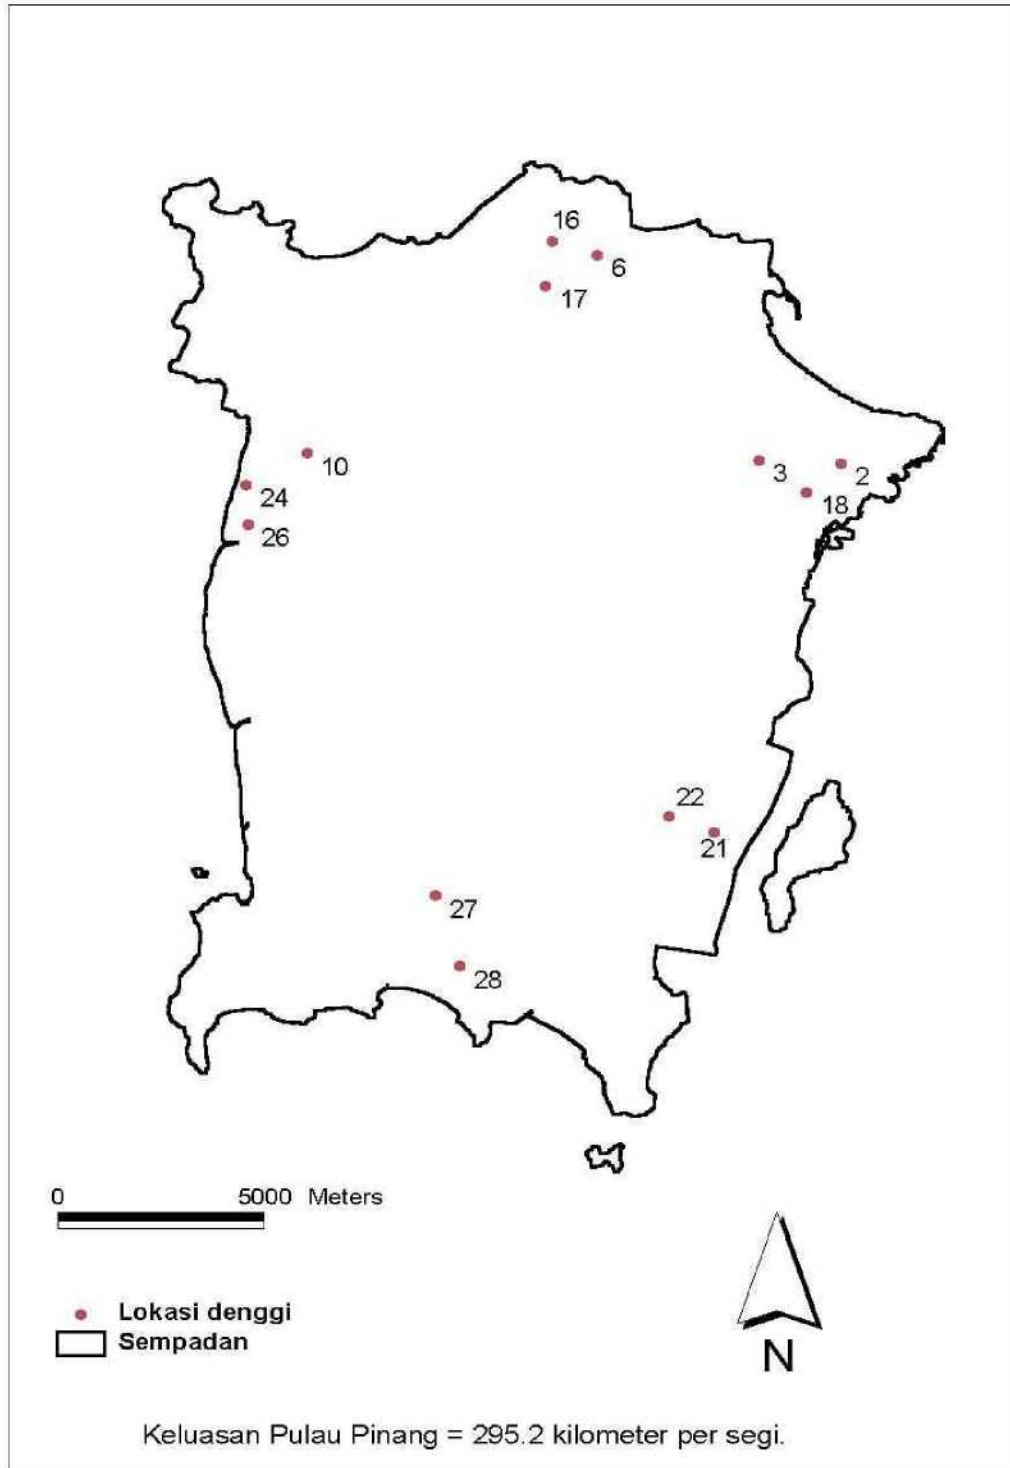 16
6
17
10
3
2
24
18
26
22
21
27
28
0 5000 Meters
Lokasi denggi
Sempadan
N
Keluasan Pulau Pinang = 295.2 kilometer per segi.